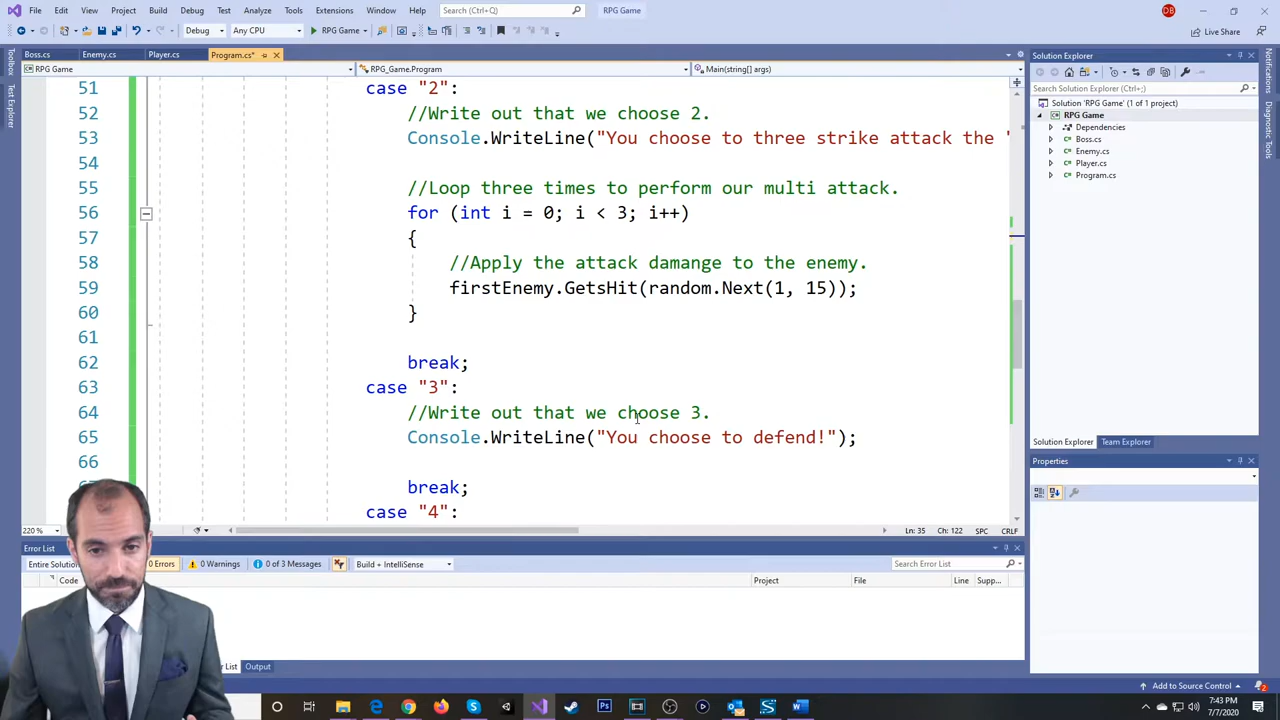 File Edit View Project Build Debug Test Analyze Tools Extensions Window Help Search (Ctrl+Q) RPG Game DB
Debug Any CPU RPG Game Live Share
Boss.cs Enemy.cs Player.cs Program.cs*
RPG Game RPG_Game.Program Main(string[] args)
Toolbox
Test Explorer
51 case "2":
52 //Write out that we choose 2.
53 Console.WriteLine("You choose to three strike attack the "
54
55 //Loop three times to perform our multi attack.
56 for (int i = 0; i < 3; i++)
57 {
58 //Apply the attack damange to the enemy.
59 firstEnemy.GetsHit(random.Next(1, 15));
60 }
61
62 break;
63 case "3":
64 //Write out that we choose 3.
65 Console.WriteLine("You choose to defend!");
66
break;
case "4":
220 % Ln: 35 Ch: 122 SPC CRLF
Error List
Entire Solution 0 Errors 0 Warnings 0 of 3 Messages Build + IntelliSense Search Error List
Code Project File Line Supp...
Output
Solution Explorer
Search Solution Explorer (Ctrl+;)
Solution 'RPG Game' (1 of 1 project)
RPG Game
Dependencies
Boss.cs
Enemy.cs
Player.cs
Program.cs
Solution Explorer Team Explorer
Properties
Notifications
Diagnostic Tools
Add to Source Control 2
7:43 PM
7/7/2020